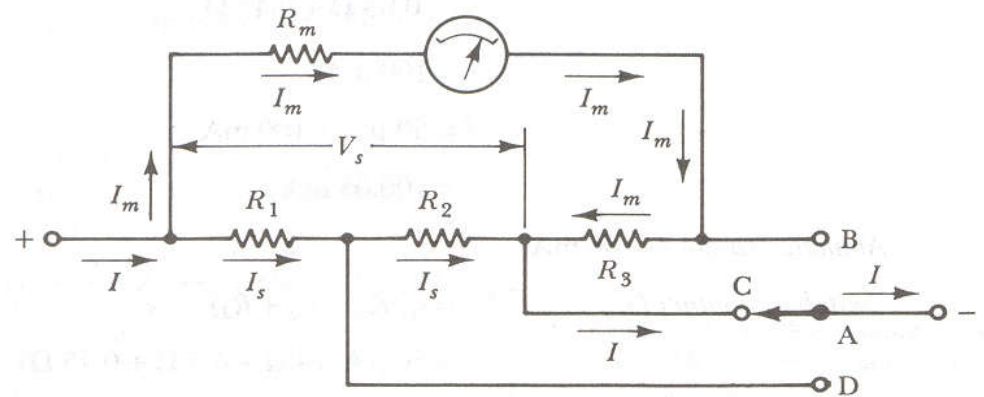 R_m
I_m I_m
I_m
V_s
I_m
I_m
R_1 R_2
+ B
R_3
I I_s I_s
C I
-
A
I
D